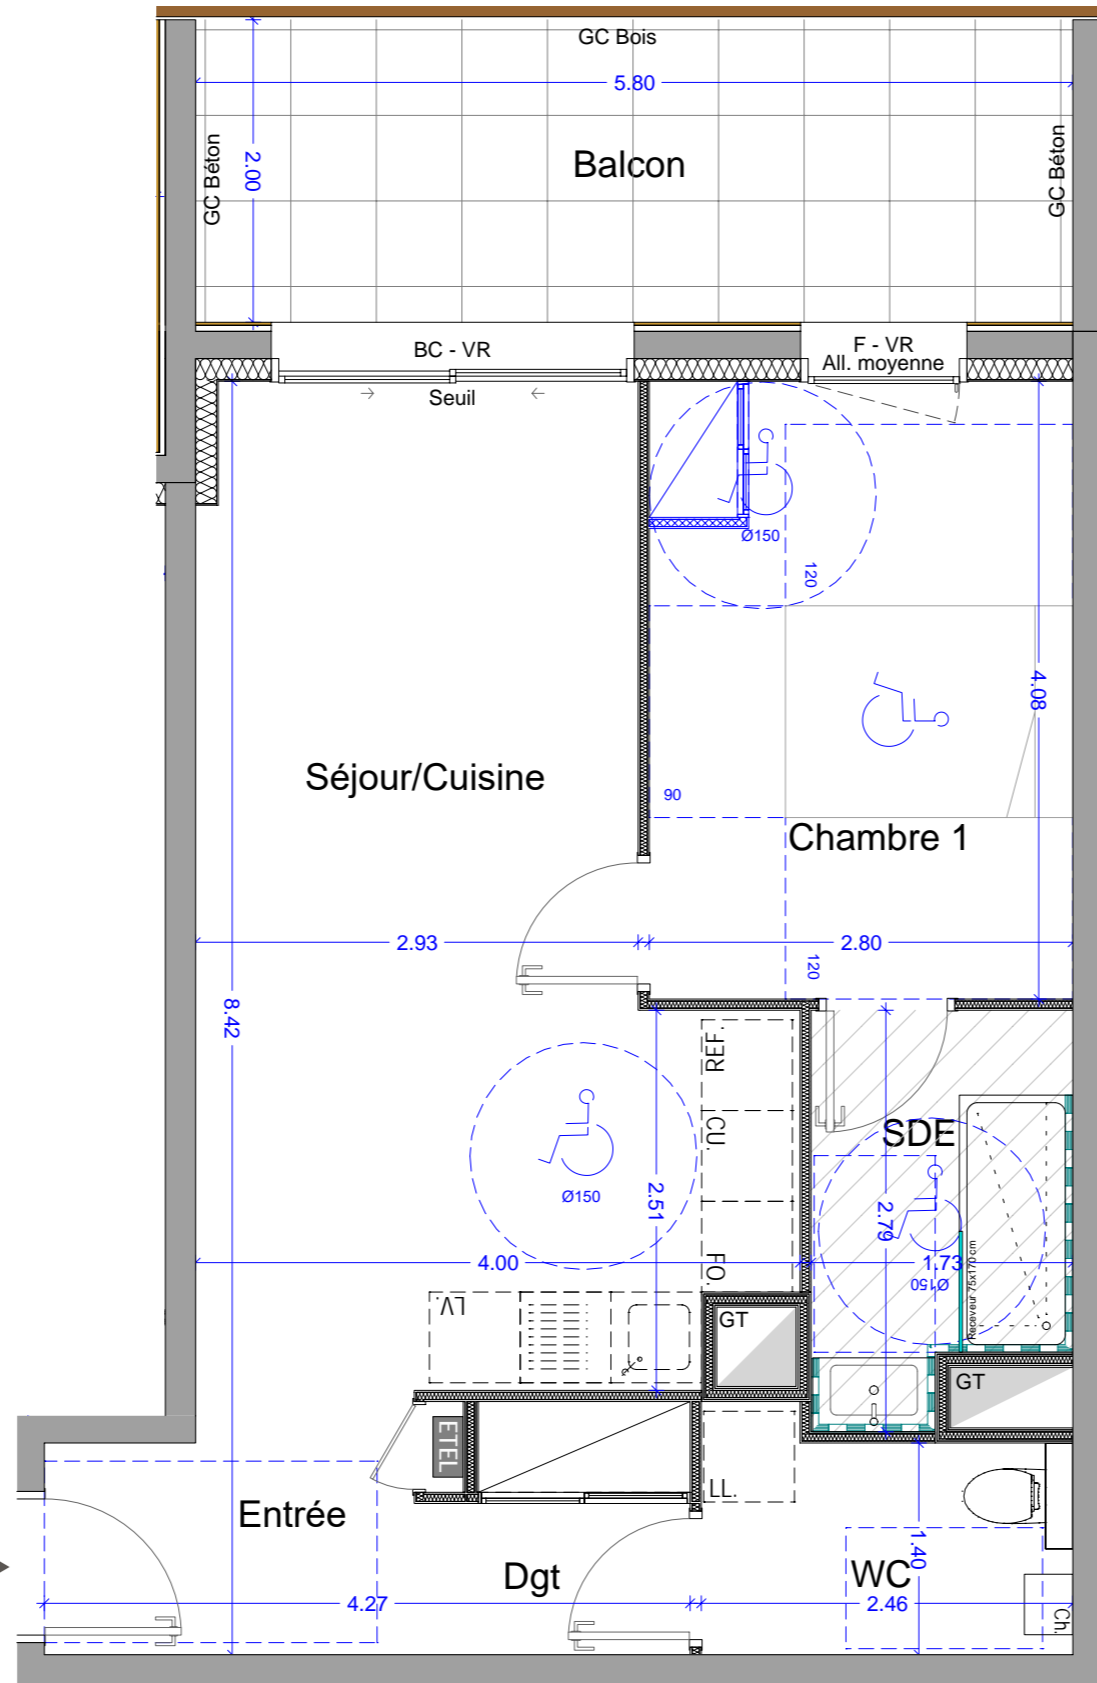 GC Bois
5.80
GC Béton
2.00
Balcon
GC Béton
BC - VR
F - VR
All. moyenne
Seuil
Ø150
120
4.08
Séjour/Cuisine
90
Chambre 1
2.93
2.80
120
8.42
REF.
CU.
FO.
SDE
Ø150
2.51
2.79
4.00
1.73
Ø150
Receveur 75x170 cm
LV.
GT
GT
ETEL
LL.
Entrée
Dgt
WC
1.40
4.27
2.46
Ch.